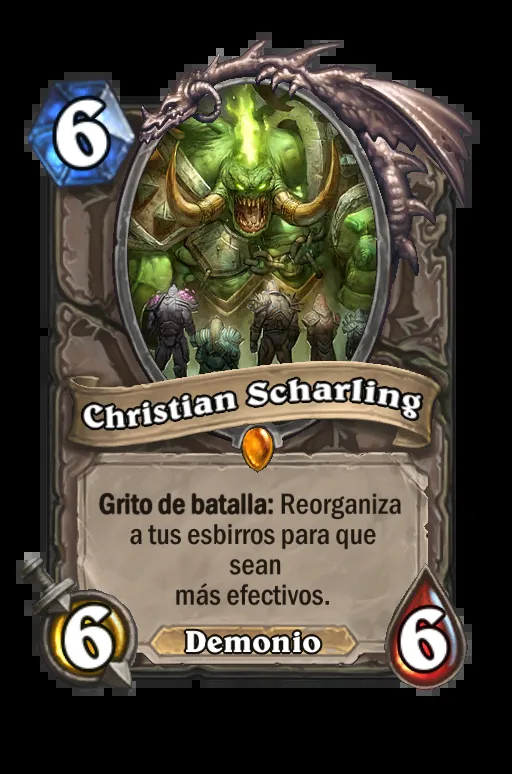 6
Christian Scharling
Grito de batalla: Reorganiza
a tus esbirros para que
sean
más efectivos.
6
Demonio
6